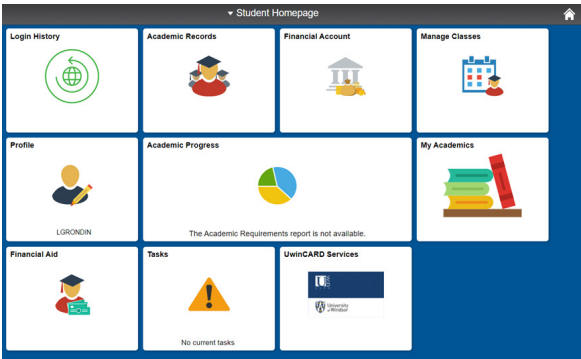 Student Homepage
Login History
Academic Records
Financial Account
Manage Classes
Profile
LGRONDIN
Academic Progress
The Academic Requirements report is not available.
My Academics
Financial Aid
Tasks
No current tasks
UwinCARD Services
University
of Windsor